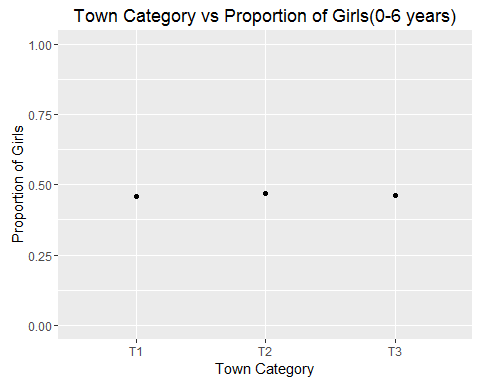 Town Category vs Proportion of Girls(0-6 years)
1.00
0.75
0.50
0.25
0.00
Proportion of Girls
T1 T2 T3
Town Category